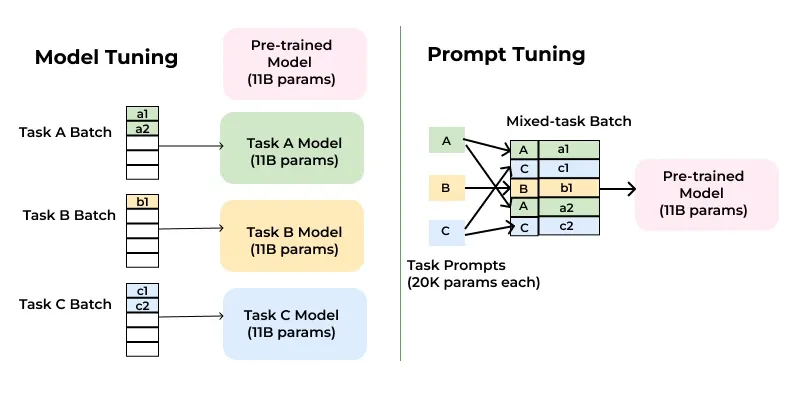 Model Tuning
Pre-trained
Model
(11B params)
Task A Batch
a1
a2
Task A Model
(11B params)
Task B Batch
b1
Task B Model
(11B params)
Task C Batch
c1
c2
Task C Model
(11B params)
Prompt Tuning
Mixed-task Batch
A
B
C
A a1
C c1
B b1
A a2
C c2
Pre-trained
Model
(11B params)
Task Prompts
(20K params each)